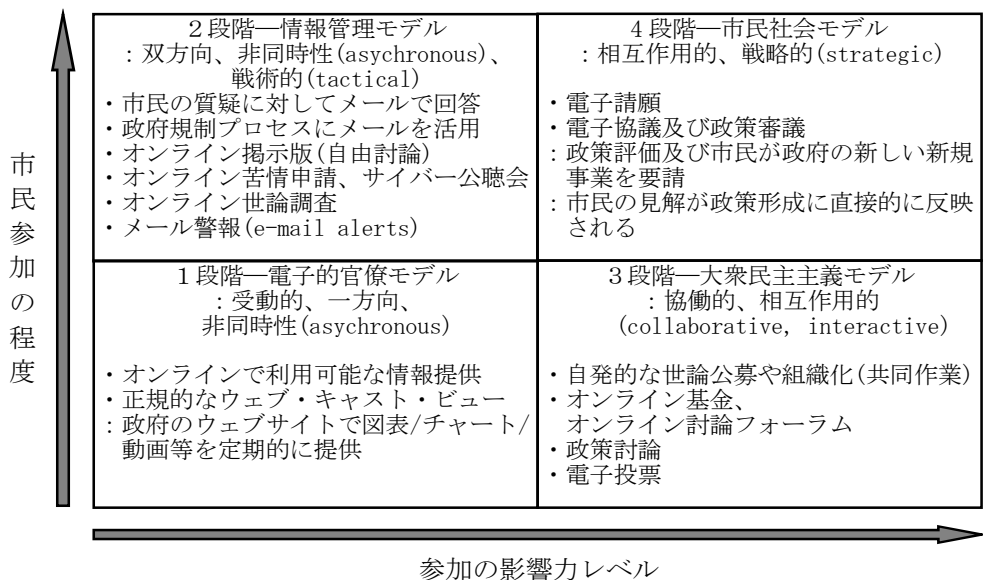 2段階―情報管理モデル
:双方向、非同時性(asychronous)、
戦術的(tactical)
・市民の質疑に対してメールで回答
・政府規制プロセスにメールを活用
・オンライン掲示版(自由討論)
・オンライン苦情申請、サイバー公聴会
・オンライン世論調査
・メール警報(e-mail alerts)
4段階―市民社会モデル
:相互作用的、戦略的(strategic)
・電子請願
・電子協議及び政策審議
:政策評価及び市民が政府の新しい新規
事業を要請
:市民の見解が政策形成に直接的に反映
される
市民参加の程度
1段階―電子的官僚モデル
:受動的、一方向、
非同時性(asychronous)
・オンラインで利用可能な情報提供
・正規的なウェブ・キャスト・ビュー
:政府のウェブサイトで図表/チャート/
動画等を定期的に提供
3段階―大衆民主主義モデル
:協働的、相互作用的
(collaborative, interactive)
・自発的な世論公募や組織化(共同作業)
・オンライン基金、
オンライン討論フォーラム
・政策討論
・電子投票
参加の影響力レベル